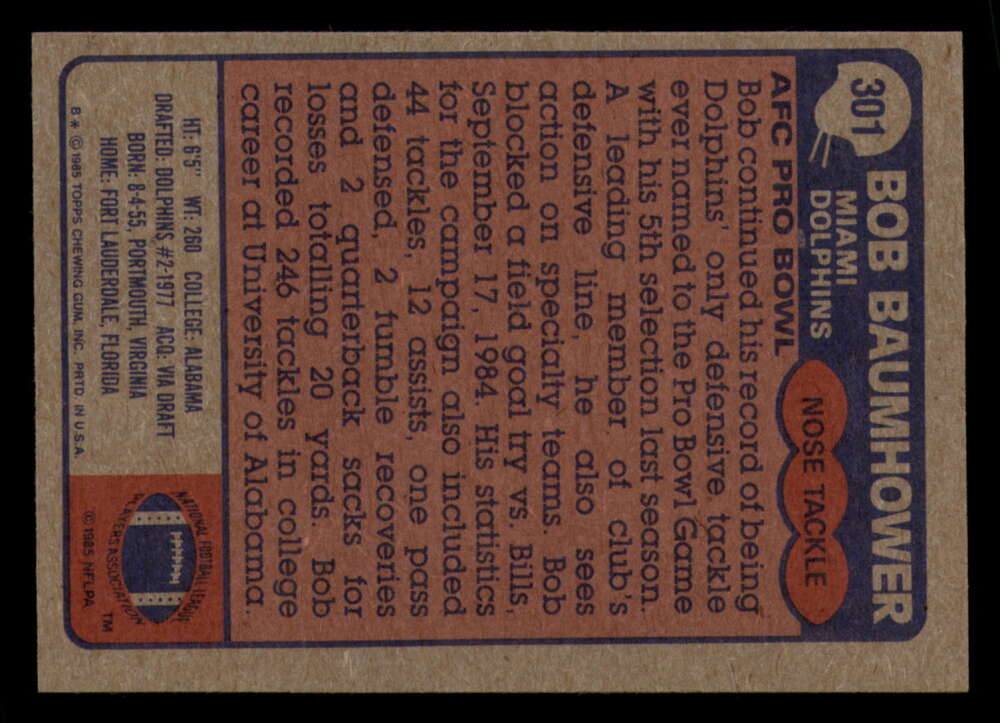 301
BOB BAUMHOWER
MIAMI
DOLPHINS
NOSE TACKLE
AFC PRO BOWL
Bob continued his record of being
Dolphins' only defensive tackle
ever named to the Pro Bowl Game
with his 5th selection last season.
A leading member of club's
defensive line, he also sees
action on specialty teams. Bob
blocked a field goal try vs. Bills,
September 17, 1984. His statistics
for the campaign also included
44 tackles, 12 assists, one pass
defensed, 2 fumble recoveries
and 2 quarterback sacks for
losses totalling 20 yards. Bob
recorded 246 tackles in college
career at University of Alabama.
HT: 6'5" WT: 260 COLLEGE: ALABAMA
DRAFTED: DOLPHINS #2-1977 ACQ: VIA DRAFT
BORN: 8-4-55, PORTMOUTH, VIRGINIA
HOME: FORT LAUDERDALE, FLORIDA
B* © 1985 TOPPS CHEWING GUM, INC. PRTD. IN U.S.A.
NATIONAL FOOTBALL LEAGUE
PLAYERS ASSOCIATION
TM
© 1985 NFLPA